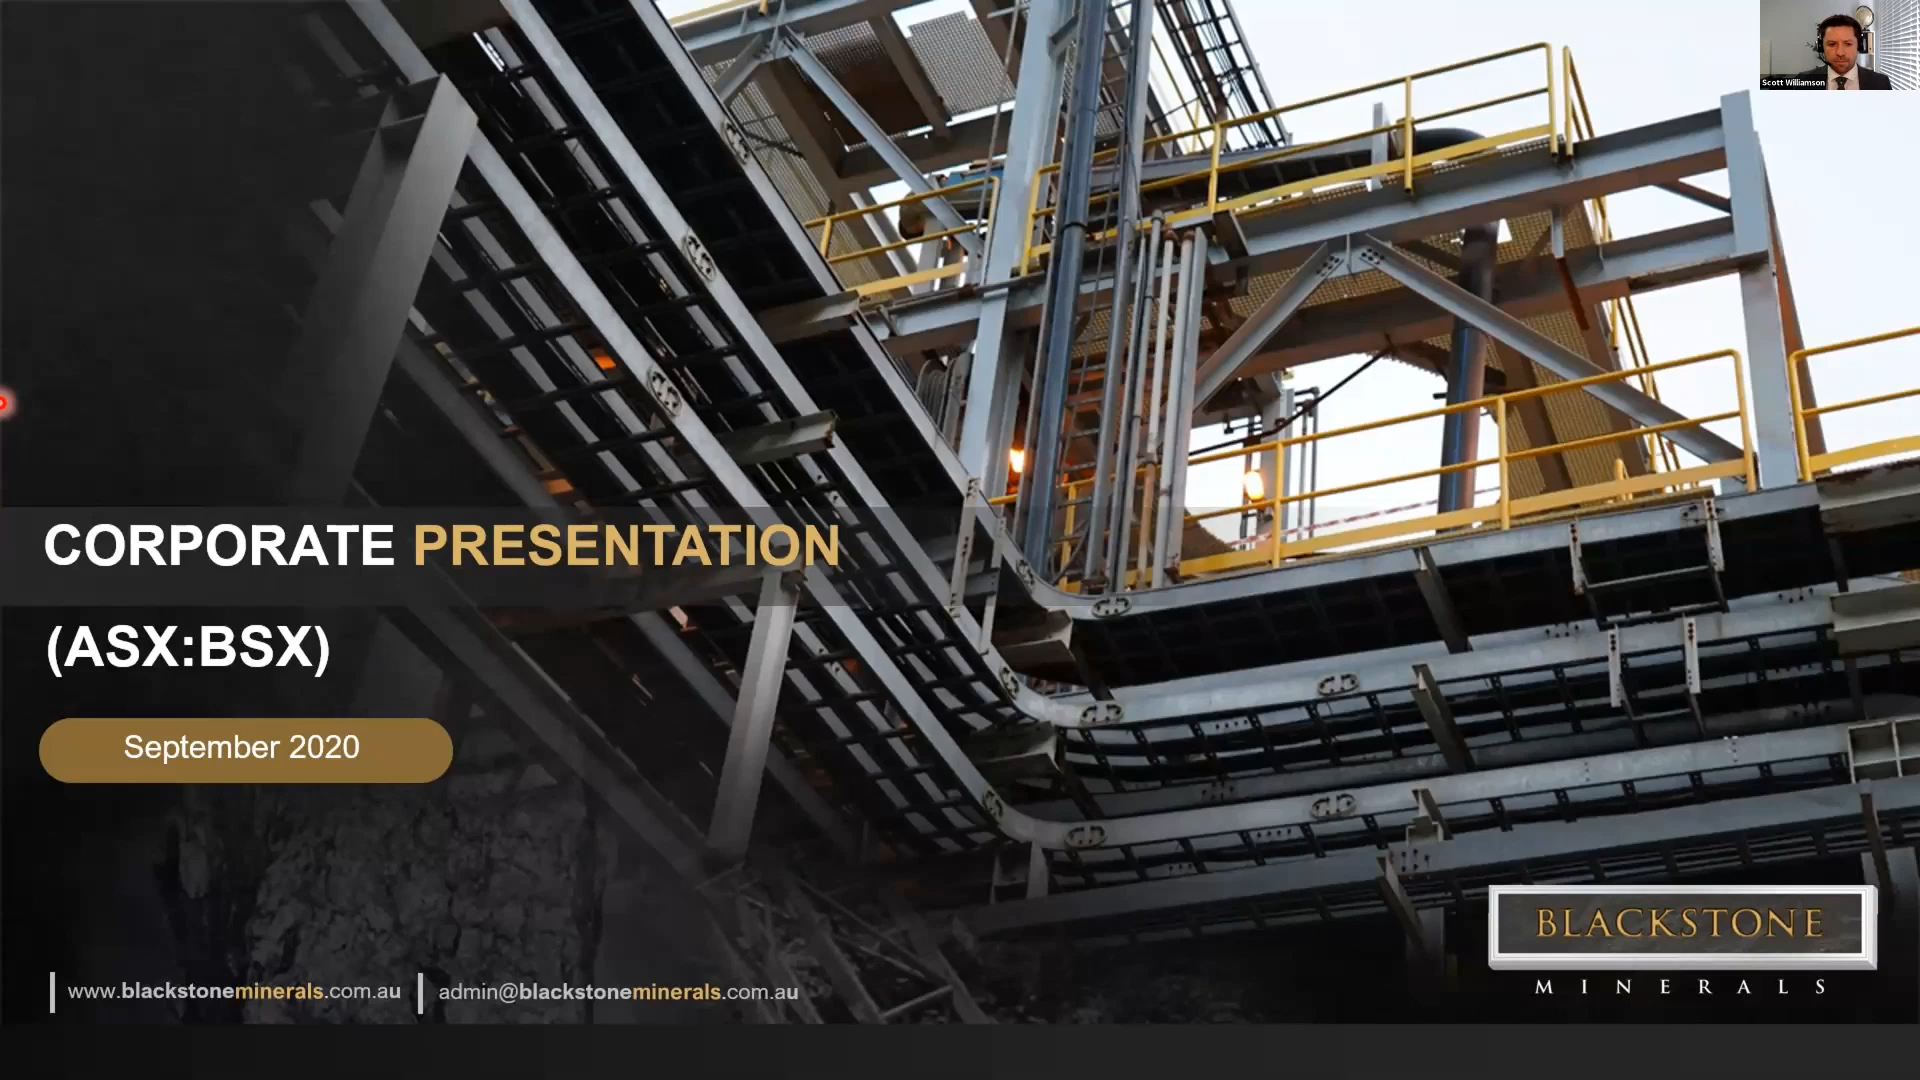 Scott Williamson
CORPORATE PRESENTATION
(ASX:BSX)
September 2020
BLACKSTONE
MINERALS
www.blackstoneminerals.com.au
admin@blackstoneminerals.com.au